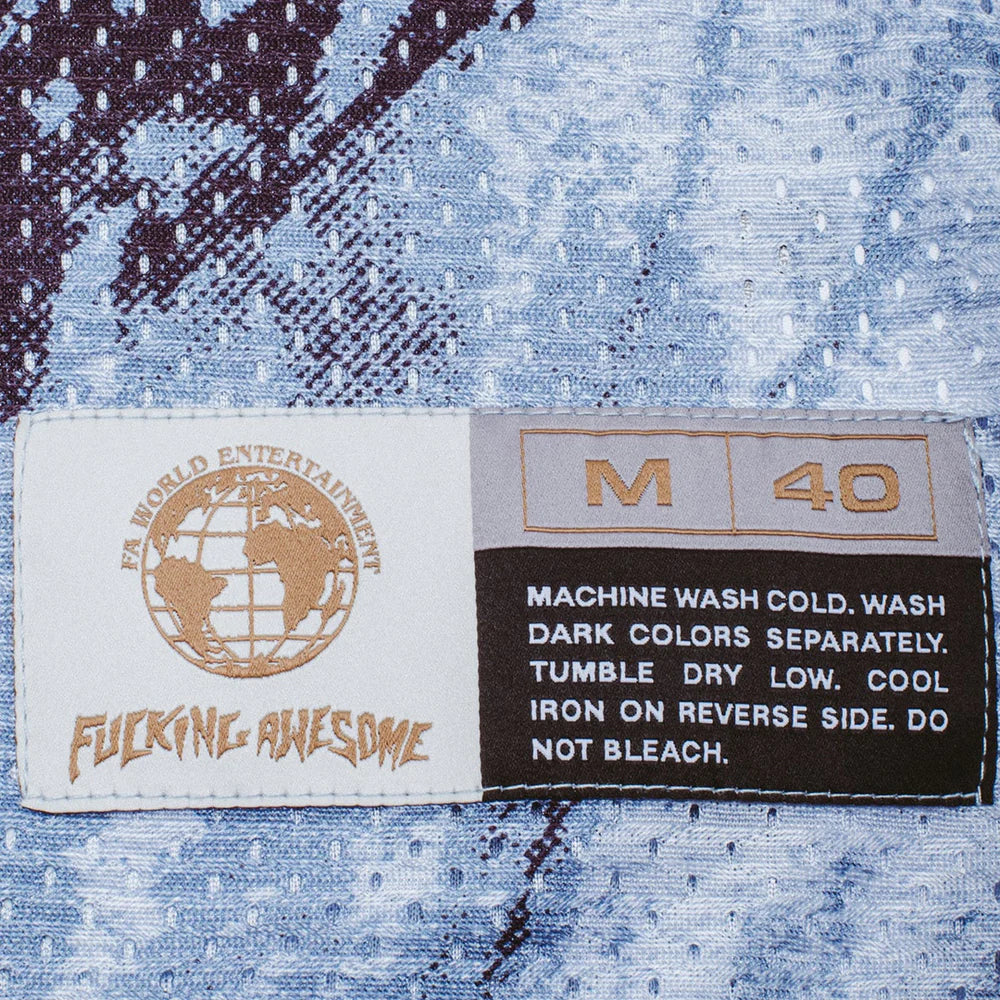 FA WORLD ENTERTAINMENT
FUCKING AWESOME
M 40
MACHINE WASH COLD. WASH
DARK COLORS SEPARATELY.
TUMBLE DRY LOW. COOL
IRON ON REVERSE SIDE. DO
NOT BLEACH.